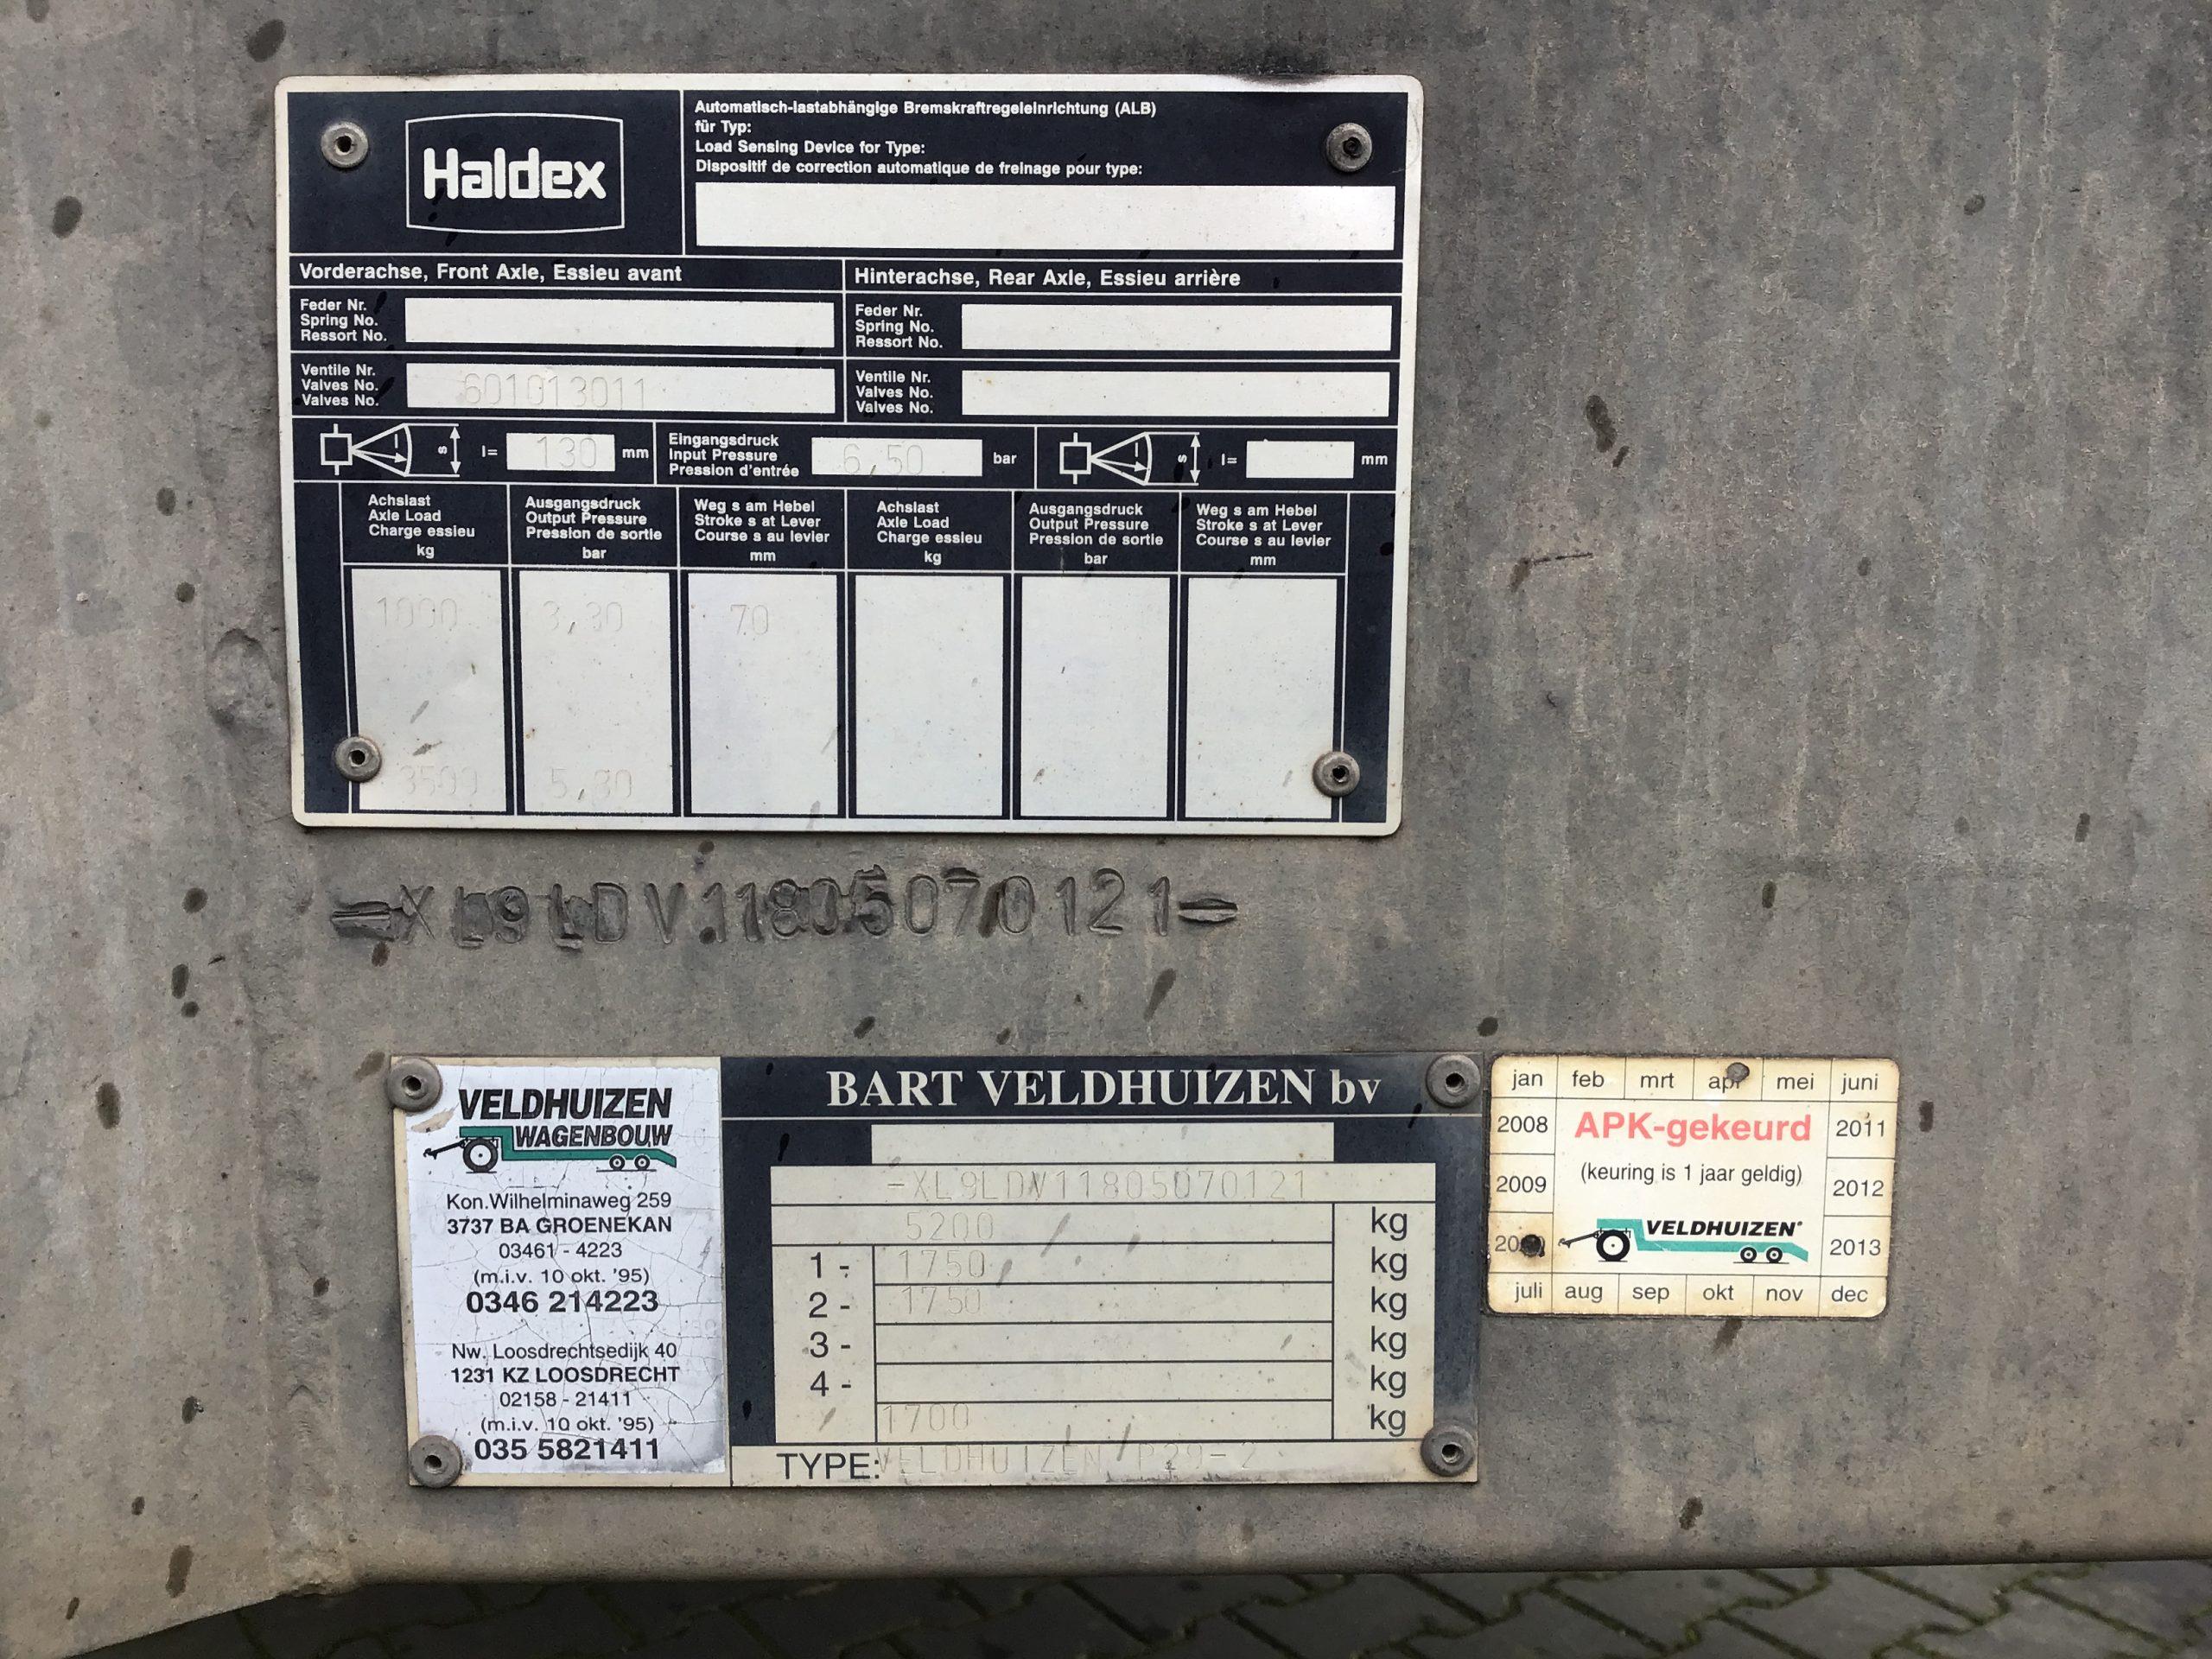 Haldex
Automatisch-lastabhängige Bremskraftregeleinrichtung (ALB)
für Typ:
Load Sensing Device for Type:
Dispositif de correction automatique de freinage pour type:
Vorderachse, Front Axle, Essieu avant
Hinterachse, Rear Axle, Essieu arrière
Feder Nr.
Spring No.
Ressort No.
Feder Nr.
Spring No.
Ressort No.
Ventile Nr.
Valves No.
Valves No.
601013011
Ventile Nr.
Valves No.
Valves No.
l s
l= 130 mm
Eingangsdruck
Input Pressure
Pression d'entrée
6,50 bar
l s
l= mm
Achslast
Axle Load
Charge essieu
kg
Ausgangsdruck
Output Pressure
Pression de sortie
bar
Weg s am Hebel
Stroke s at Lever
Course s au levier
mm
Achslast
Axle Load
Charge essieu
kg
Ausgangsdruck
Output Pressure
Pression de sortie
bar
Weg s am Hebel
Stroke s at Lever
Course s au levier
mm
1000 3,30 70
3500 5,30
=XL9LDV11805070121=
VELDHUIZEN
WAGENBOUW
Kon.Wilhelminaweg 259
3737 BA GROENEKAN
03461 - 4223
(m.i.v. 10 okt. '95)
0346 214223
Nw. Loosdrechtsedijk 40
1231 KZ LOOSDRECHT
02158 - 21411
(m.i.v. 10 okt. '95)
035 5821411
BART VELDHUIZEN bv
-XL9LDV11805070121
5200 kg
1 - 1750 kg
2 - 1750 kg
3 - kg
4 - kg
1700 kg
TYPE: VELDHUIZEN P29-2
jan feb mrt apr mei juni
2008 APK-gekeurd 2011
(keuring is 1 jaar geldig)
2009 2012
VELDHUIZEN
2013
juli aug sep okt nov dec